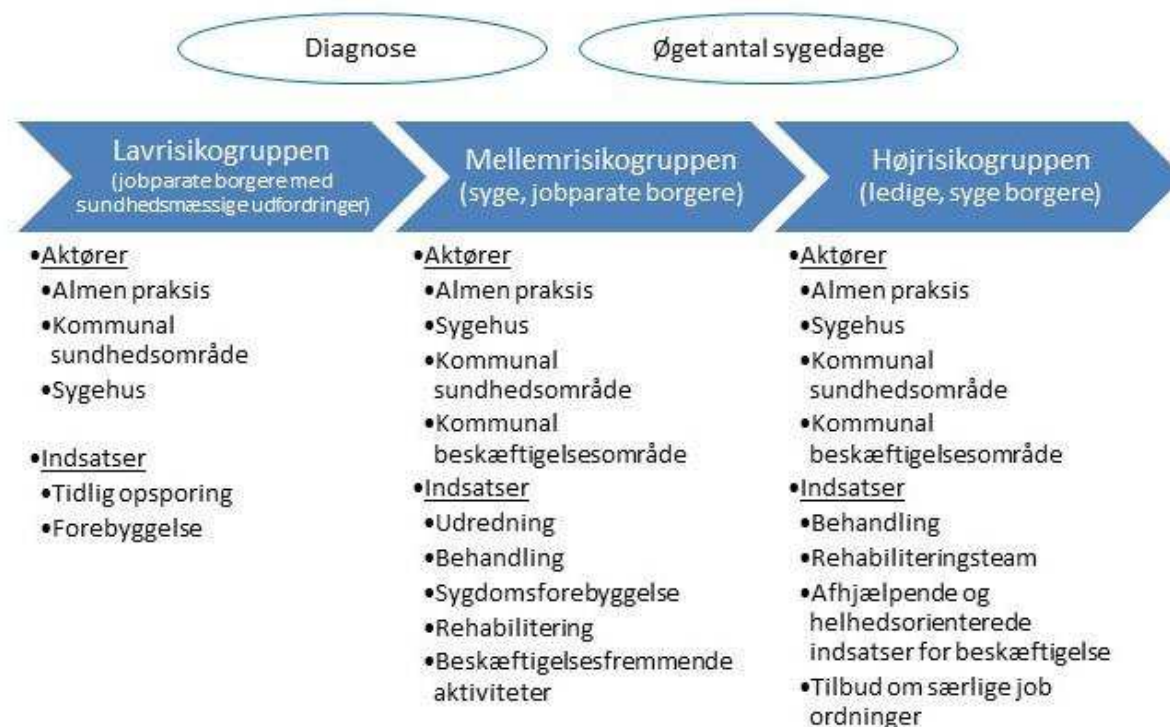 Diagnose
Øget antal sygedage
Lavrisikogruppen
(jobparate borgere med
sundhedsmæssige udfordringer)
•Aktører
•Almen praksis
•Kommunal
sundhedsområde
•Sygehus
•Indsatser
•Tidlig opsporing
•Forebyggelse
Mellemrisikogruppen
(syge, jobparate borgere)
•Aktører
•Almen praksis
•Sygehus
•Kommunal
sundhedsområde
•Kommunal
beskæftigelsesområde
•Indsatser
•Udredning
•Behandling
•Sygdomsforebyggelse
•Rehabilitering
•Beskæftigelsesfremmende
aktiviteter
Højrisikogruppen
(ledige, syge borgere)
•Aktører
•Almen praksis
•Sygehus
•Kommunal
sundhedsområde
•Kommunal
beskæftigelsesområde
•Indsatser
•Behandling
•Rehabiliteringsteam
•Afhjælpende og
helhedsorienterede
indsatser for beskæftigelse
•Tilbud om særlige job
ordninger